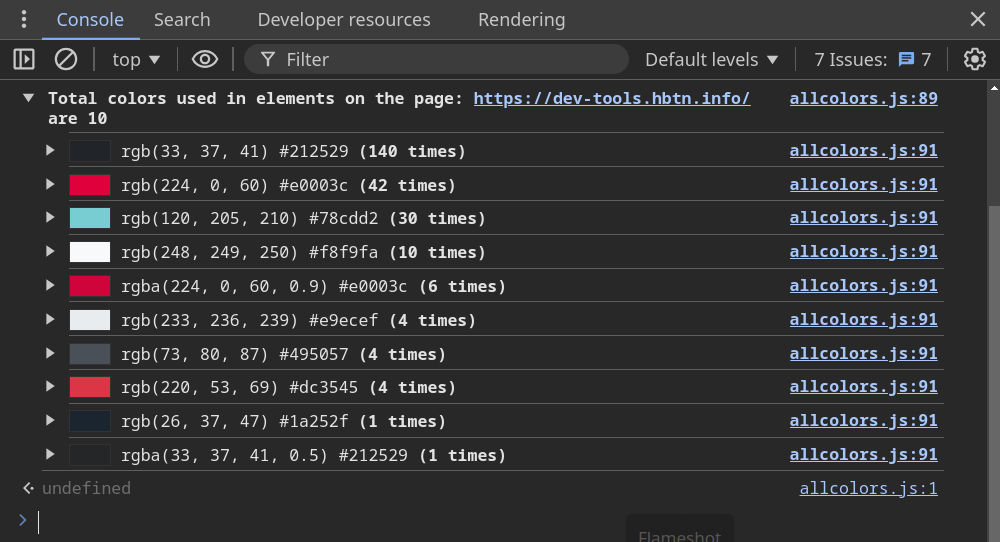 Console Search Developer resources Rendering
top Filter Default levels 7 Issues: 7
Total colors used in elements on the page: https://dev-tools.hbtn.info/ allcolors.js:89
are 10
rgb(33, 37, 41) #212529 (140 times) allcolors.js:91
rgb(224, 0, 60) #e0003c (42 times) allcolors.js:91
rgb(120, 205, 210) #78cdd2 (30 times) allcolors.js:91
rgb(248, 249, 250) #f8f9fa (10 times) allcolors.js:91
rgba(224, 0, 60, 0.9) #e0003c (6 times) allcolors.js:91
rgb(233, 236, 239) #e9ecef (4 times) allcolors.js:91
rgb(73, 80, 87) #495057 (4 times) allcolors.js:91
rgb(220, 53, 69) #dc3545 (4 times) allcolors.js:91
rgb(26, 37, 47) #1a252f (1 times) allcolors.js:91
rgba(33, 37, 41, 0.5) #212529 (1 times) allcolors.js:91
undefined allcolors.js:1
Flameshot